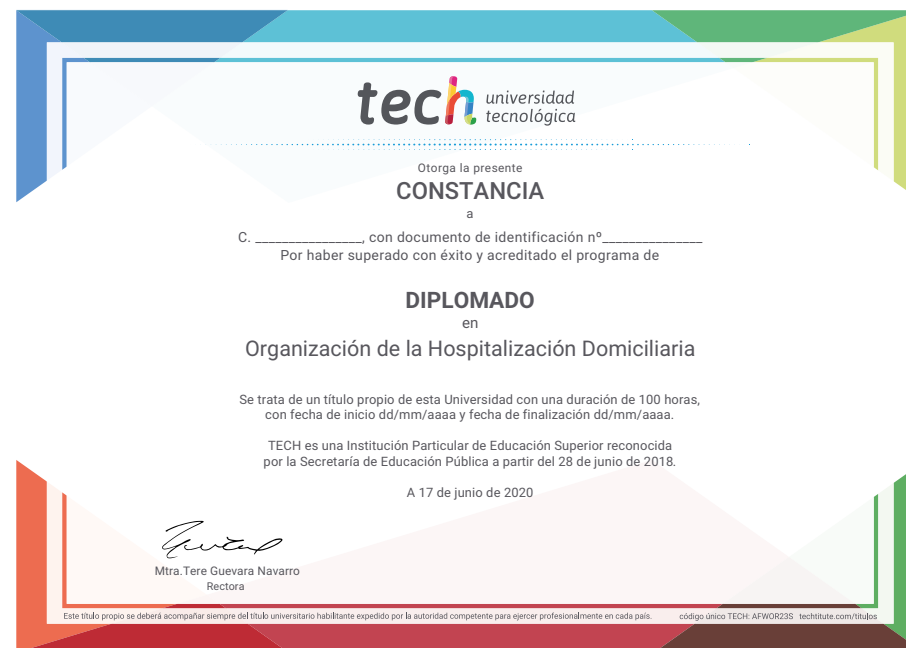 tech universidad
tecnológica
Otorga la presente
CONSTANCIA
a
C. ________________, con documento de identificación nº_______________
Por haber superado con éxito y acreditado el programa de
DIPLOMADO
en
Organización de la Hospitalización Domiciliaria
Se trata de un título propio de esta Universidad con una duración de 100 horas,
con fecha de inicio dd/mm/aaaa y fecha de finalización dd/mm/aaaa.
TECH es una Institución Particular de Educación Superior reconocida
por la Secretaría de Educación Pública a partir del 28 de junio de 2018.
A 17 de junio de 2020
Mtra.Tere Guevara Navarro
Rectora
Este título propio se deberá acompañar siempre del título universitario habilitante expedido por la autoridad competente para ejercer profesionalmente en cada país. código único TECH: AFWOR23S techtitute.com/titulos